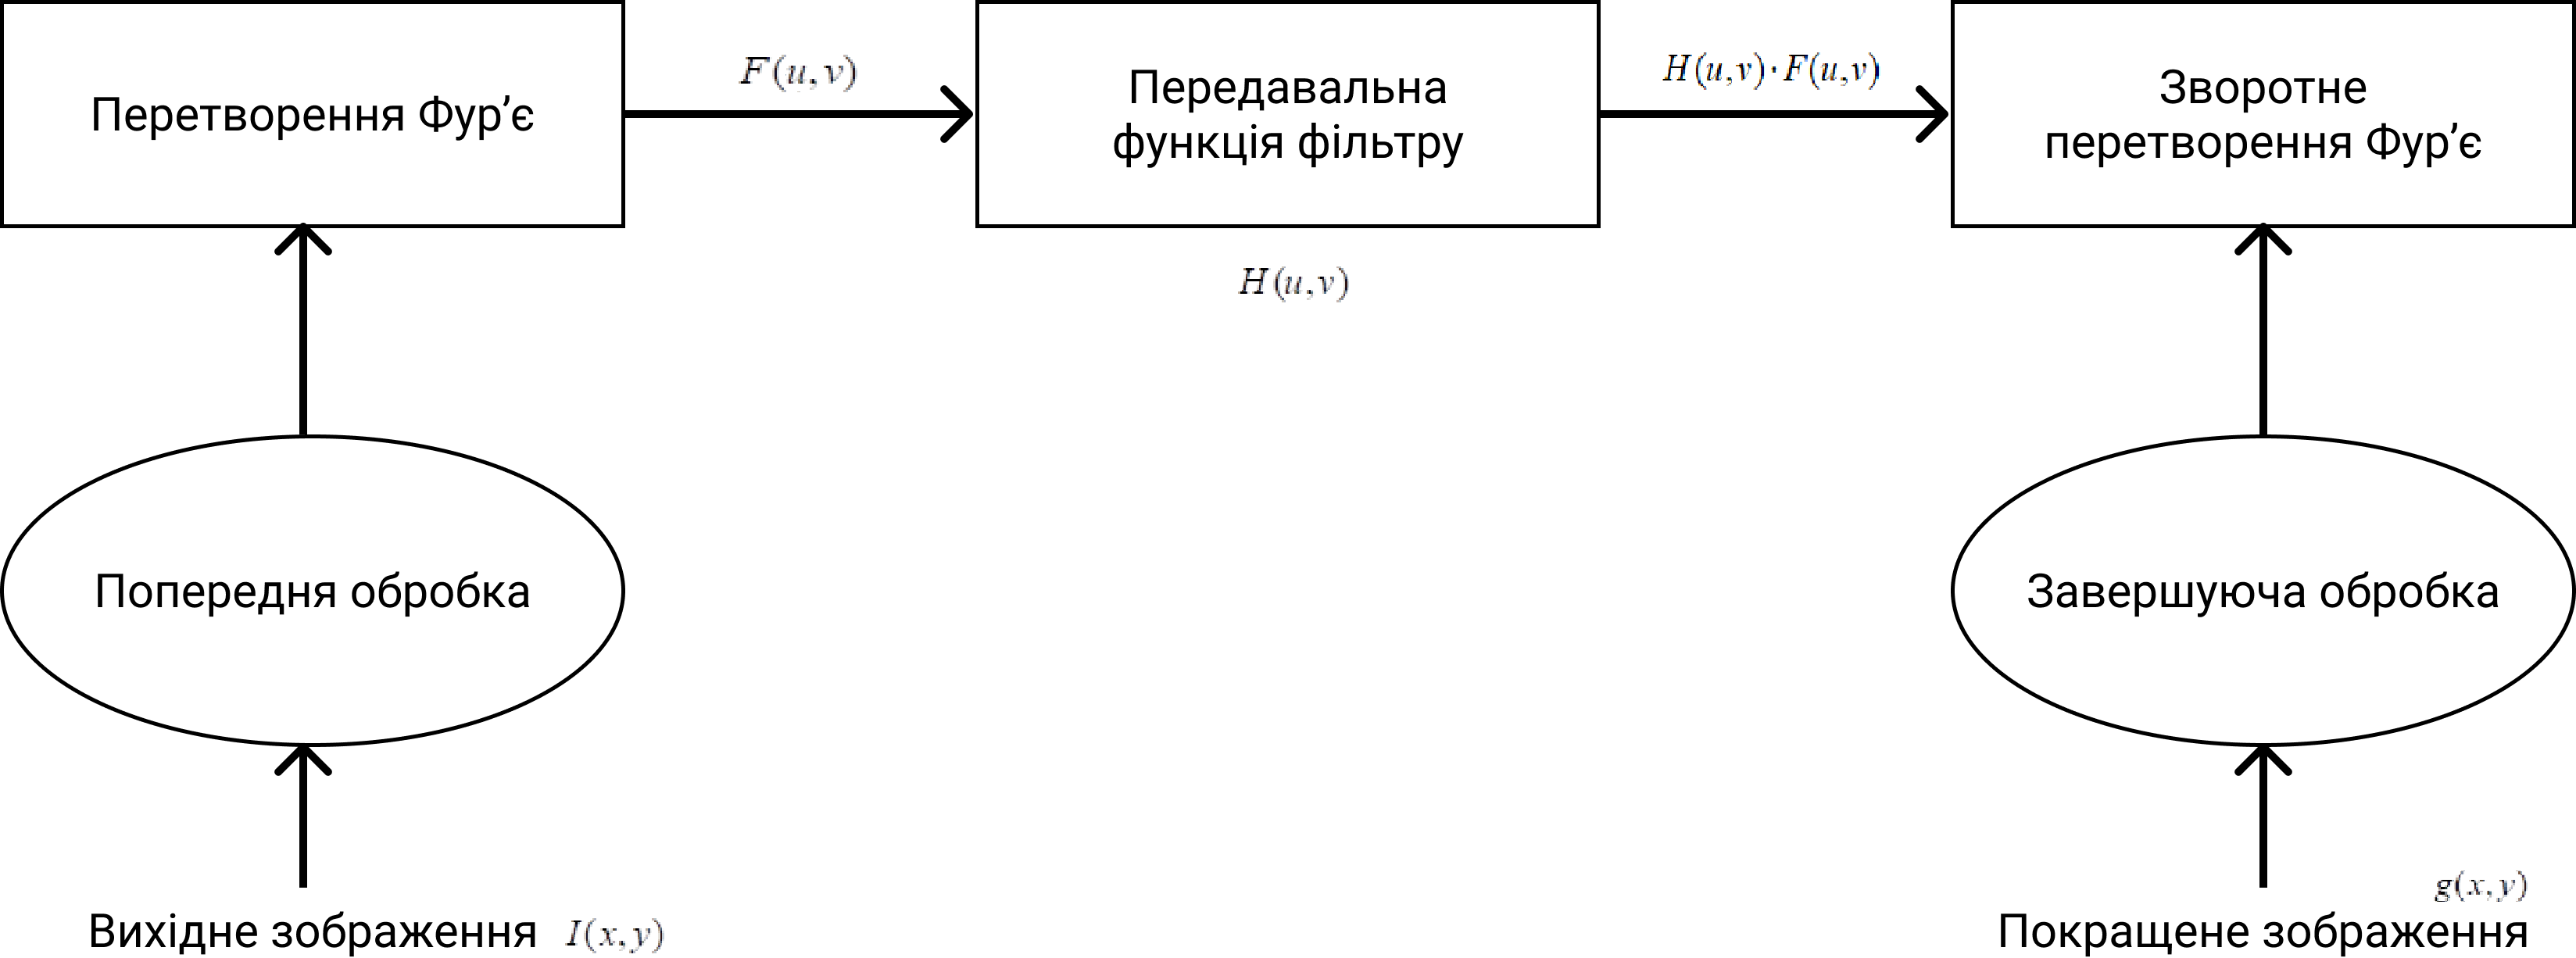 Перетворення Фур’є
F(u,v)
Передавальна
функція фільтру
H(u,v)·F(u,v)
Зворотне
перетворення Фур’є
H(u,v)
Попередня обробка
Завершуюча обробка
Вихідне зображення I(x,y)
g(x,y)
Покращене зображення